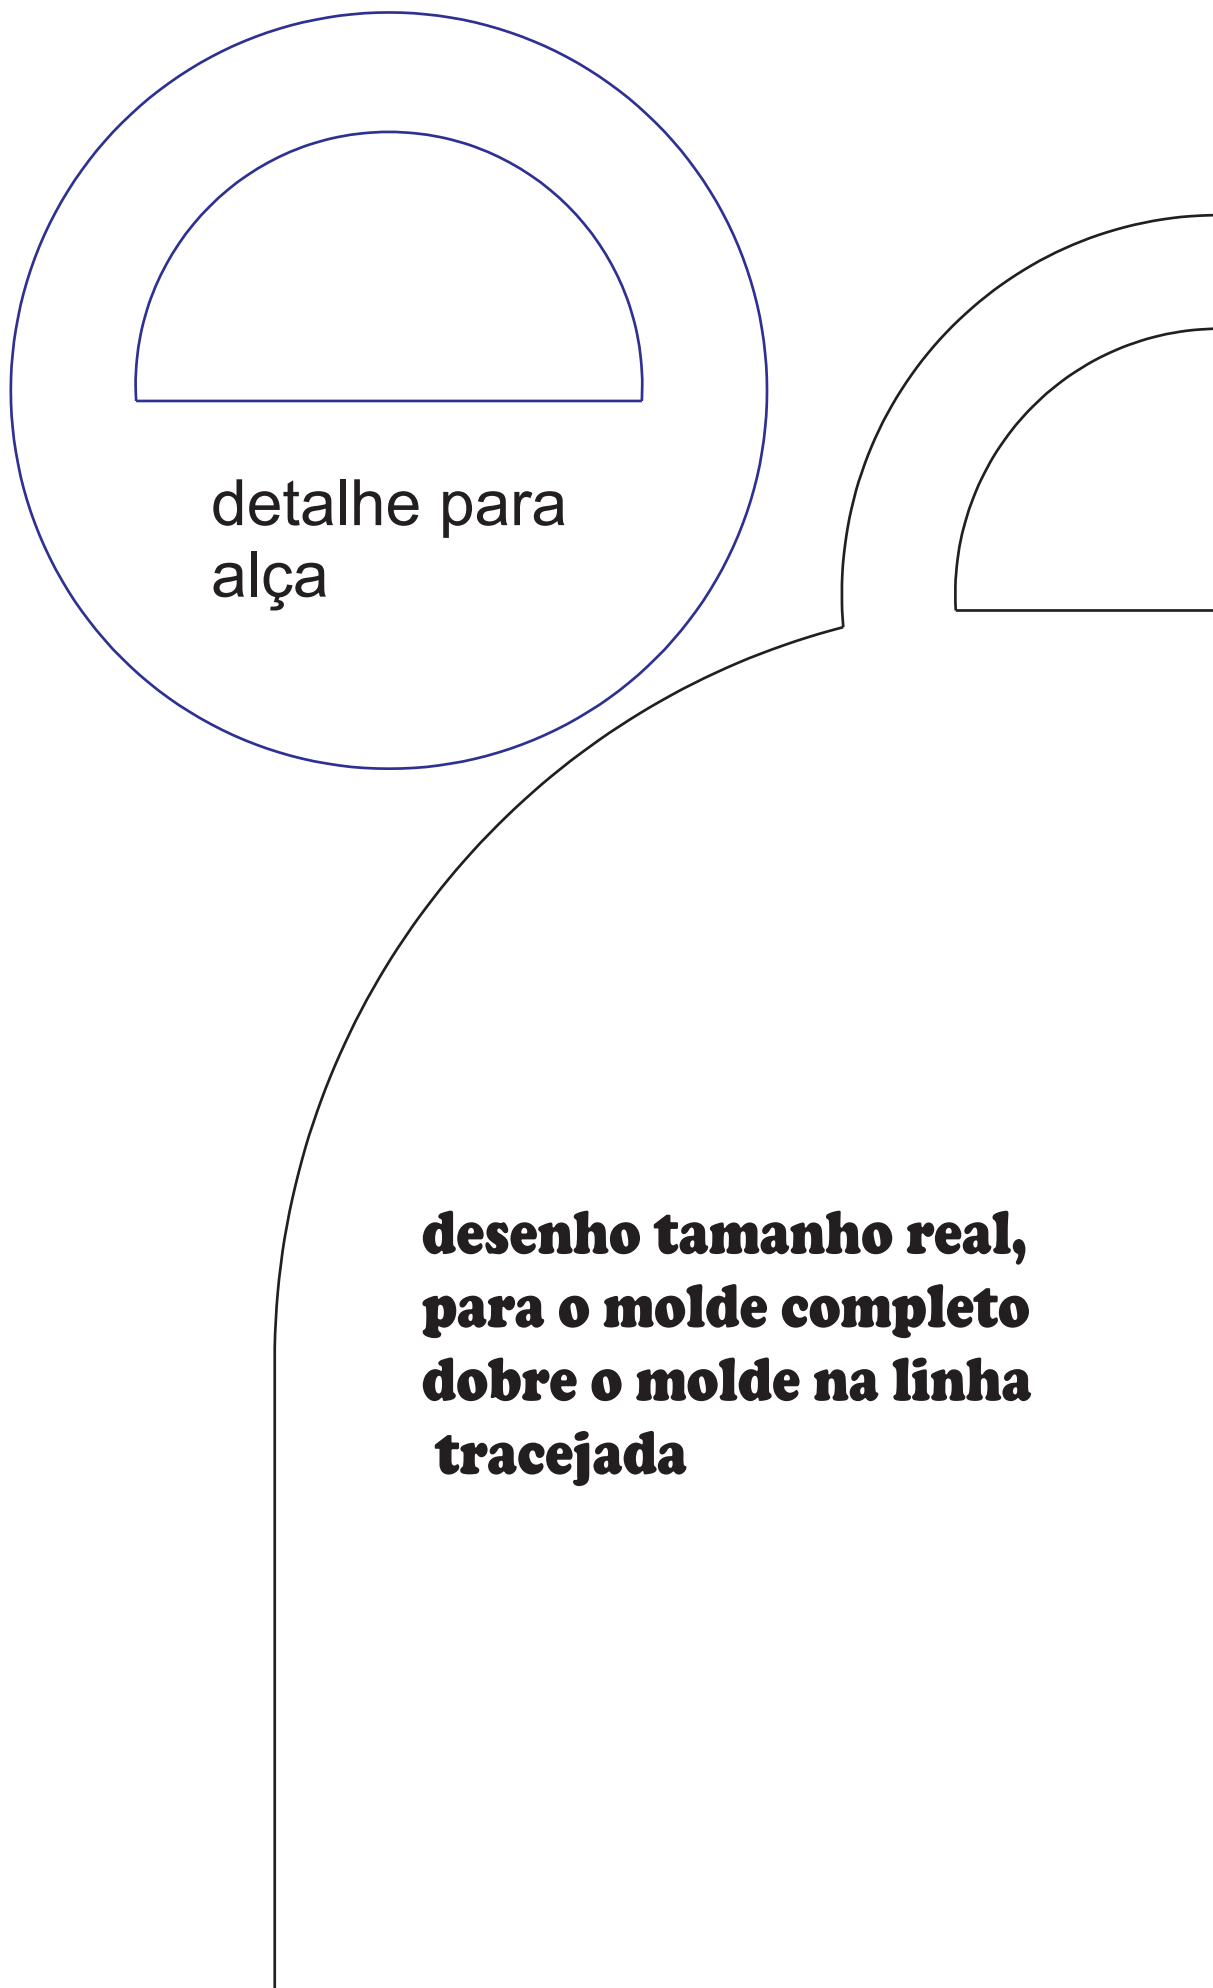 detalhe para
alça
desenho tamanho real,
para o molde completo
dobre o molde na linha
tracejada